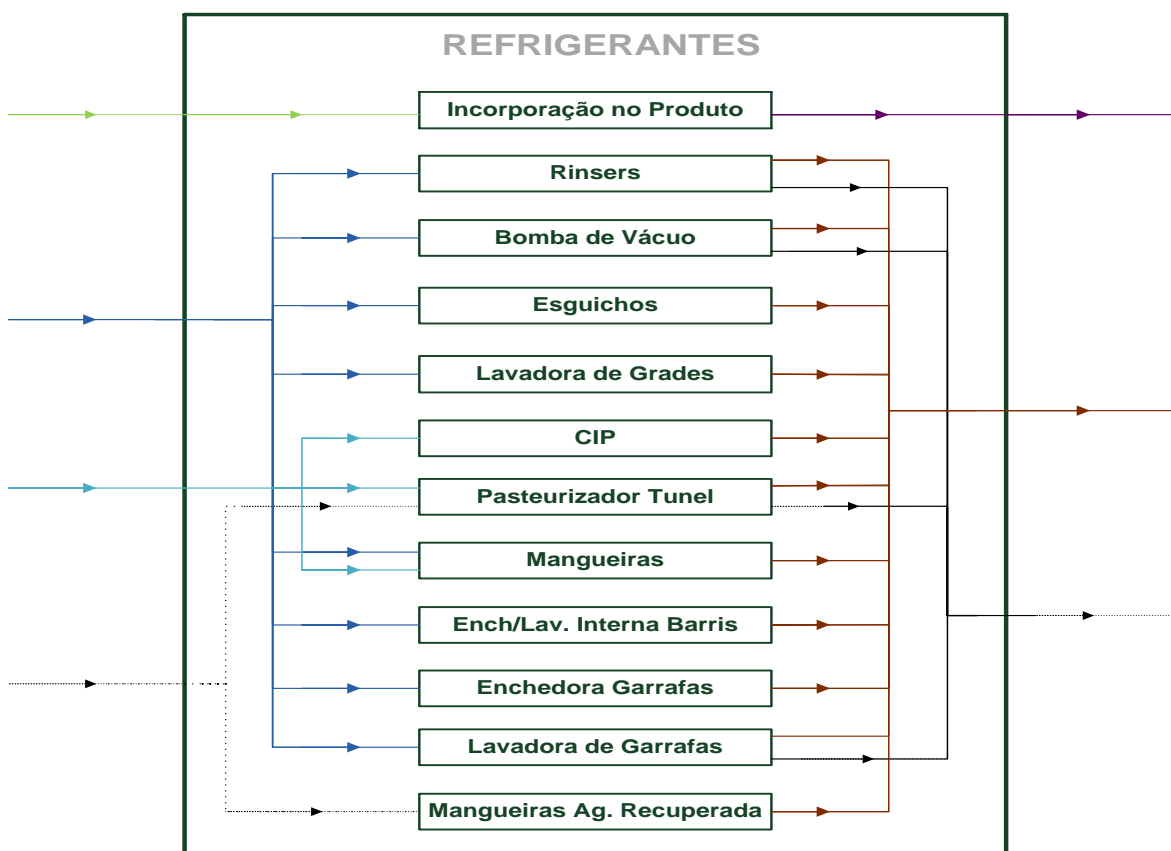 REFRIGERANTES
Incorporação no Produto
Rinsers
Bomba de Vácuo
Esguichos
Lavadora de Grades
CIP
Pasteurizador Tunel
Mangueiras
Ench/Lav. Interna Barris
Enchedora Garrafas
Lavadora de Garrafas
Mangueiras Ag. Recuperada